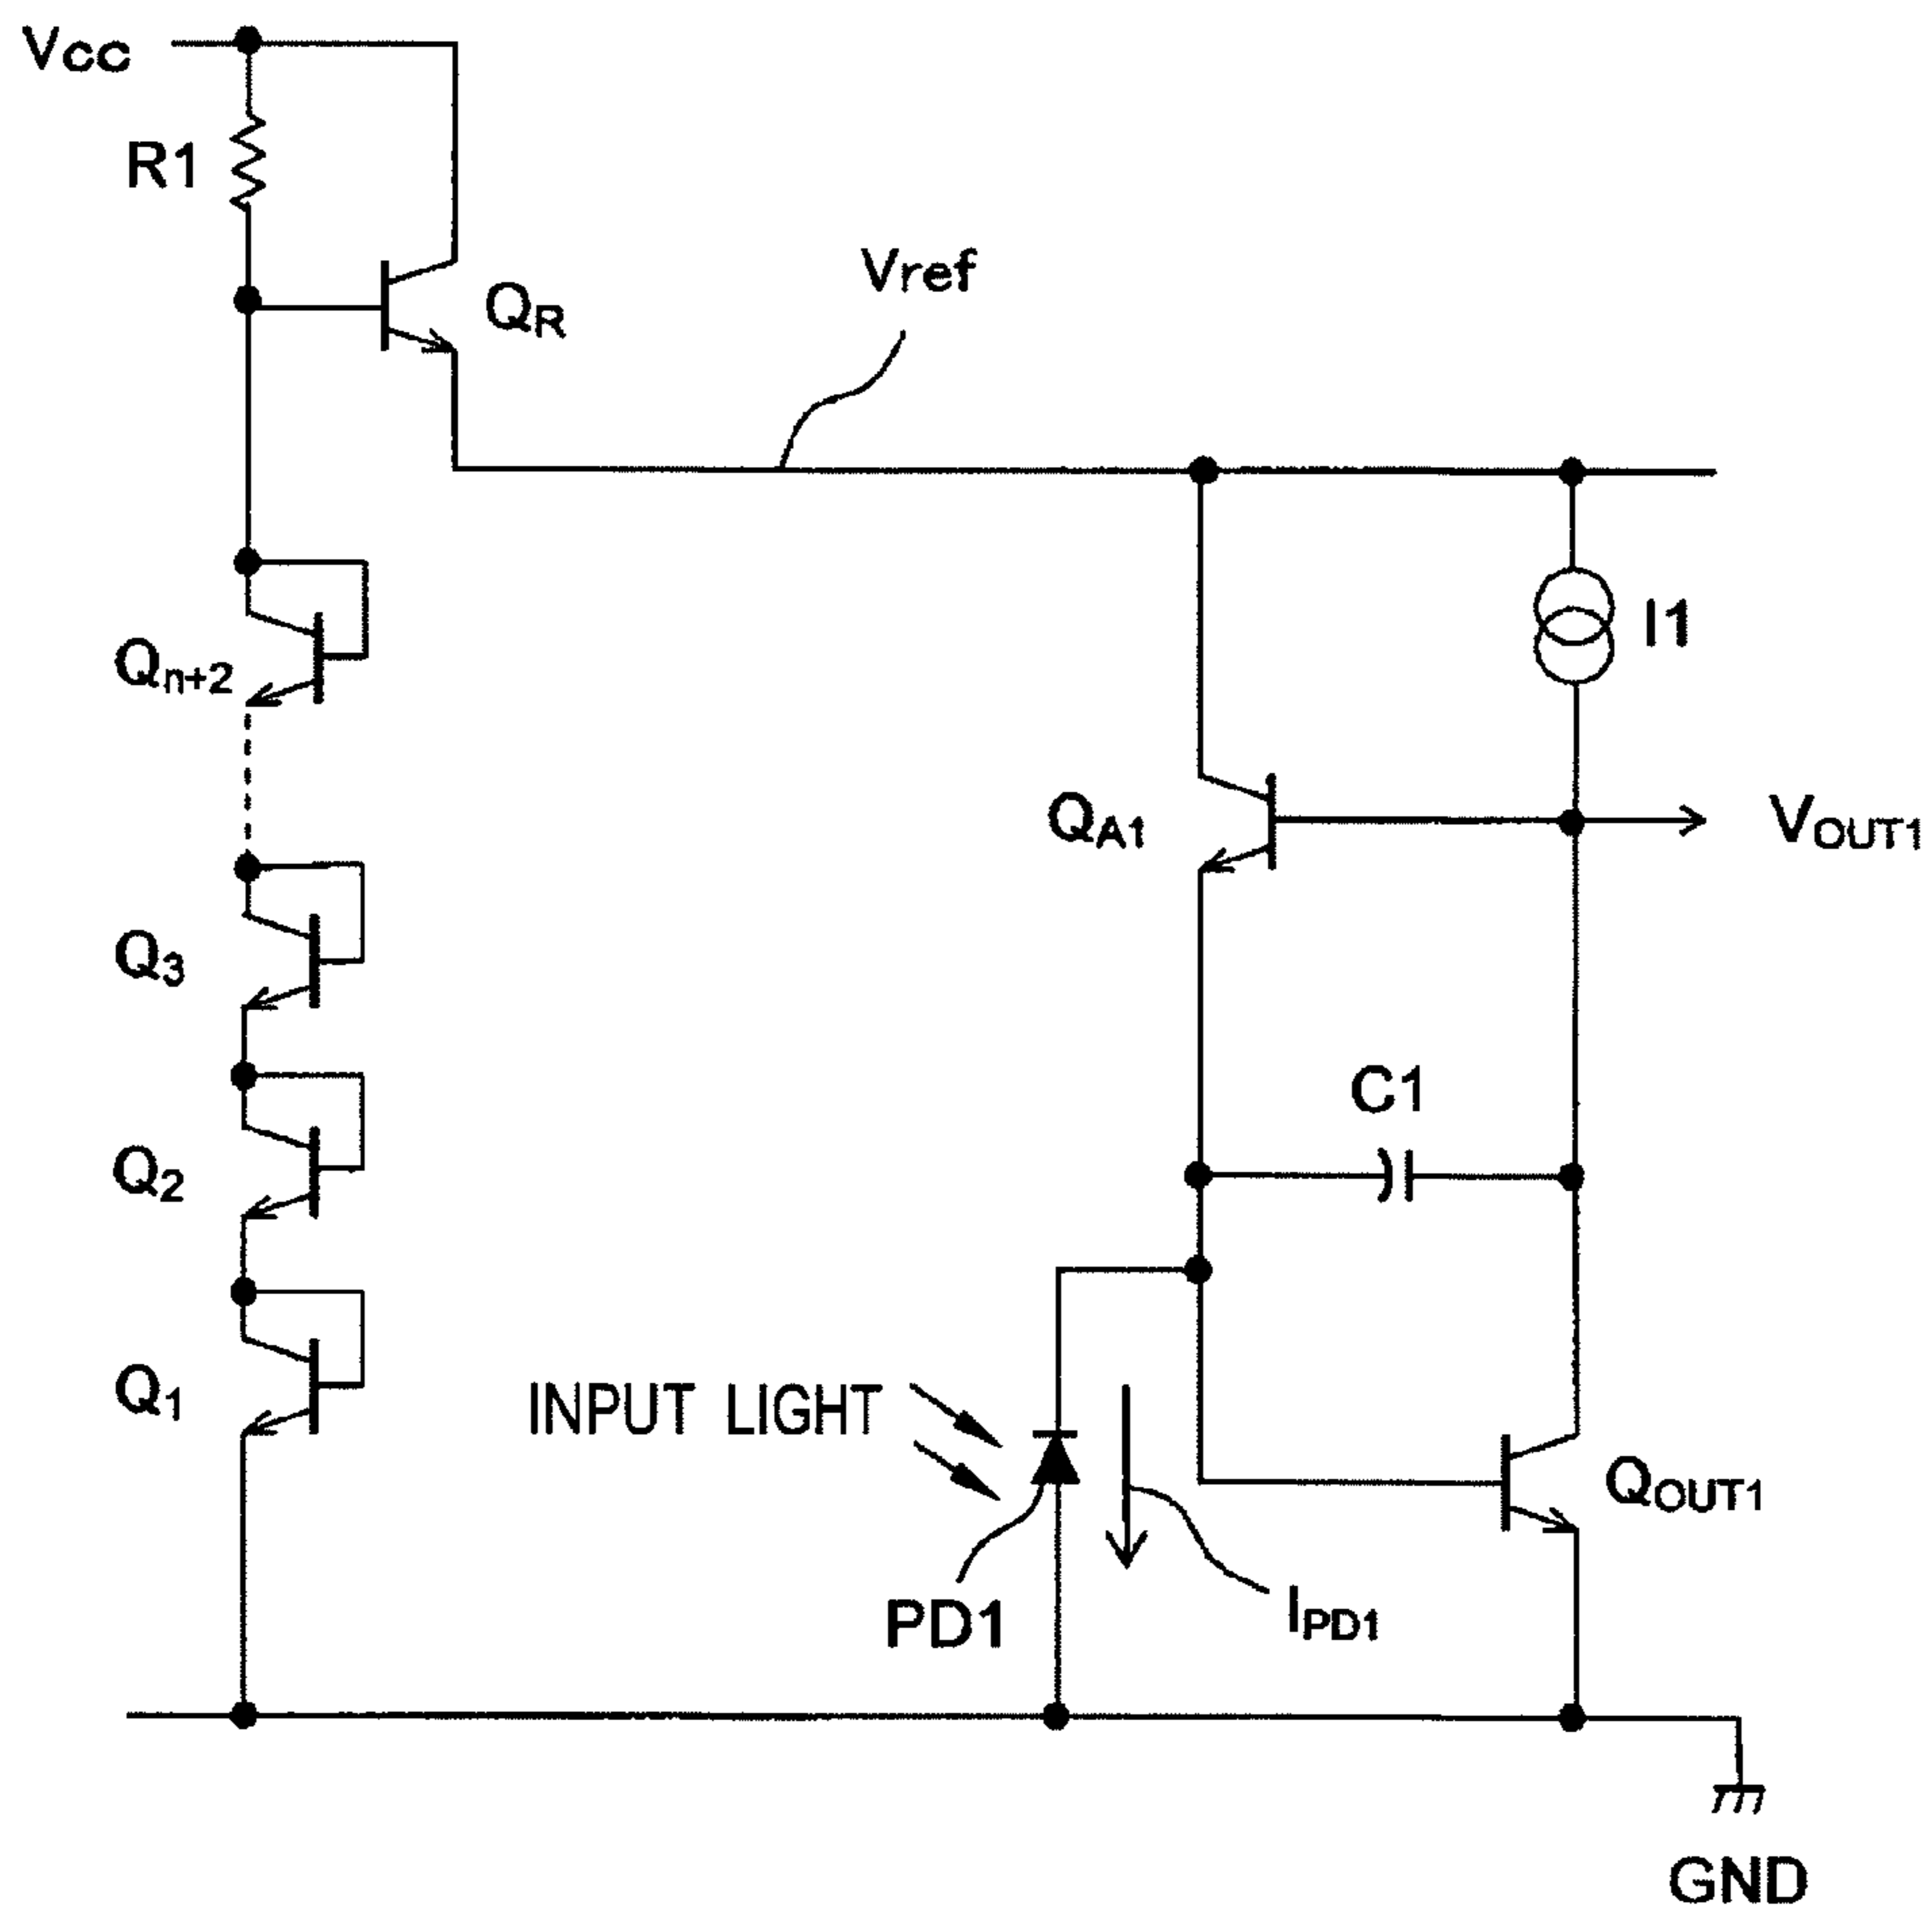 Vcc
R1
QR
Vref
I1
Qn+2
QA1
VOUT1
Q3
C1
Q2
Q1
INPUT LIGHT
QOUT1
PD1
IPD1
GND